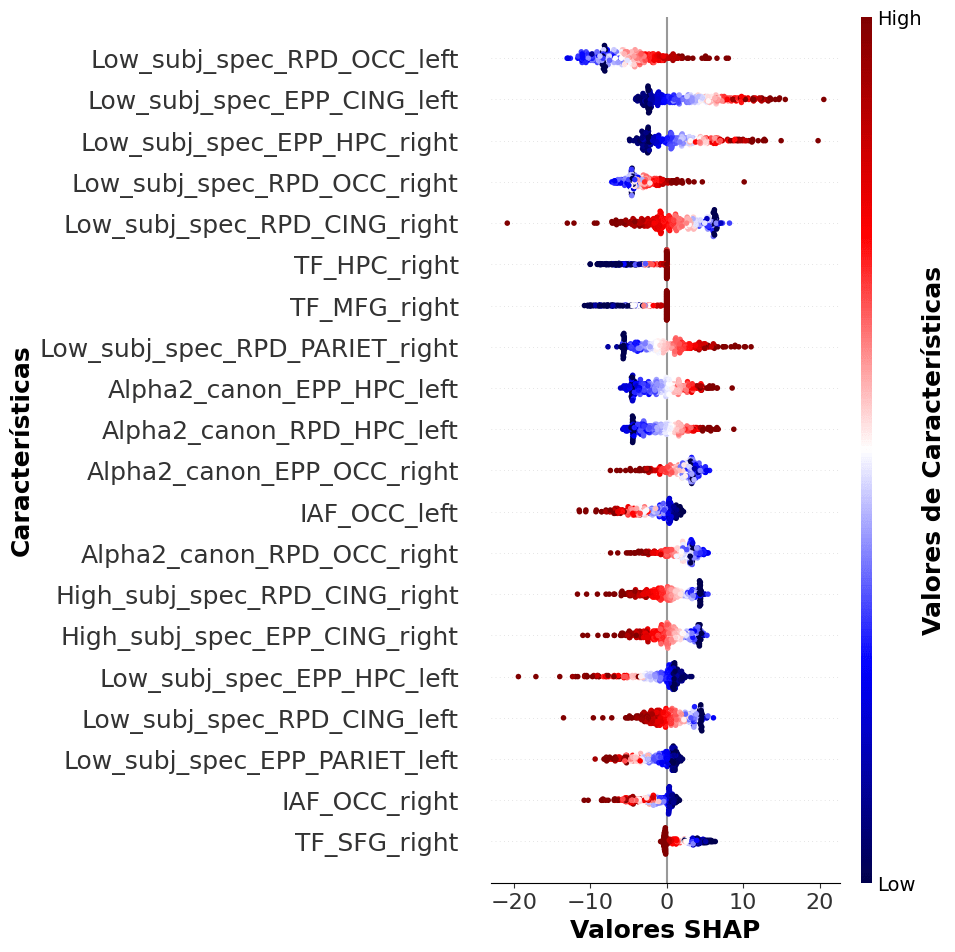 Low_subj_spec_RPD_OCC_left
Low_subj_spec_EPP_CING_left
Low_subj_spec_EPP_HPC_right
Low_subj_spec_RPD_OCC_right
Low_subj_spec_RPD_CING_right
TF_HPC_right
TF_MFG_right
Low_subj_spec_RPD_PARIET_right
Alpha2_canon_EPP_HPC_left
Alpha2_canon_RPD_HPC_left
Alpha2_canon_EPP_OCC_right
IAF_OCC_left
Alpha2_canon_RPD_OCC_right
High_subj_spec_RPD_CING_right
High_subj_spec_EPP_CING_right
Low_subj_spec_EPP_HPC_left
Low_subj_spec_RPD_CING_left
Low_subj_spec_EPP_PARIET_left
IAF_OCC_right
TF_SFG_right
Características
−20 −10 0 10 20
Valores SHAP
High
Low
Valores de Características